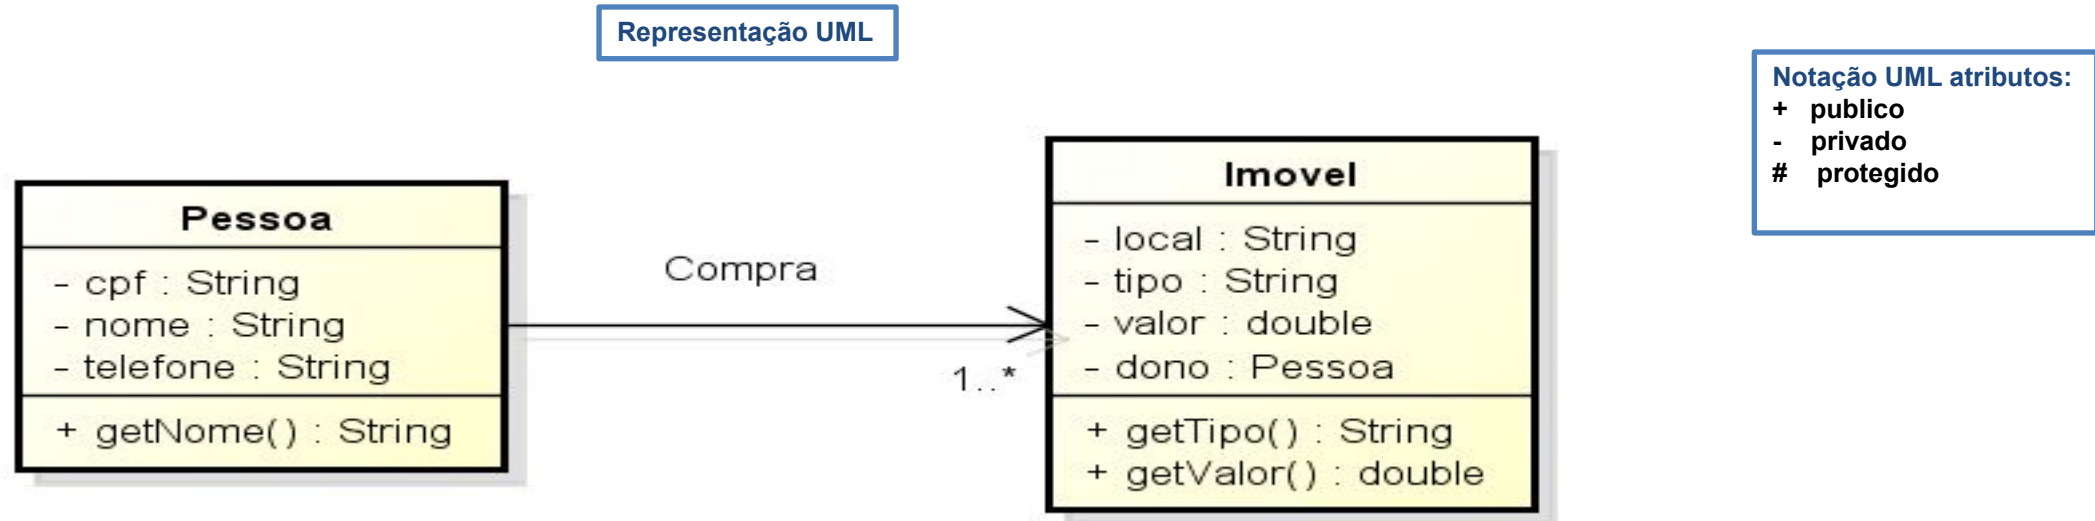 Representação UML
Notação UML atributos:
+ publico
- privado
# protegido
Pessoa
- cpf : String
- nome : String
- telefone : String
+ getNome() : String
Compra
1..*
Imovel
- local : String
- tipo : String
- valor : double
- dono : Pessoa
+ getTipo() : String
+ getValor() : double